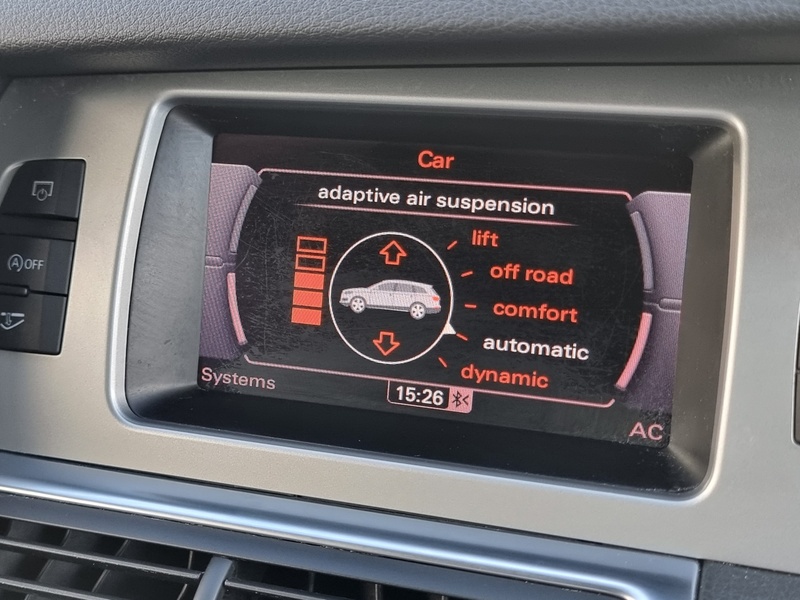 Car
adaptive air suspension
lift
off road
comfort
automatic
dynamic
Systems
15:26
AC
A OFF